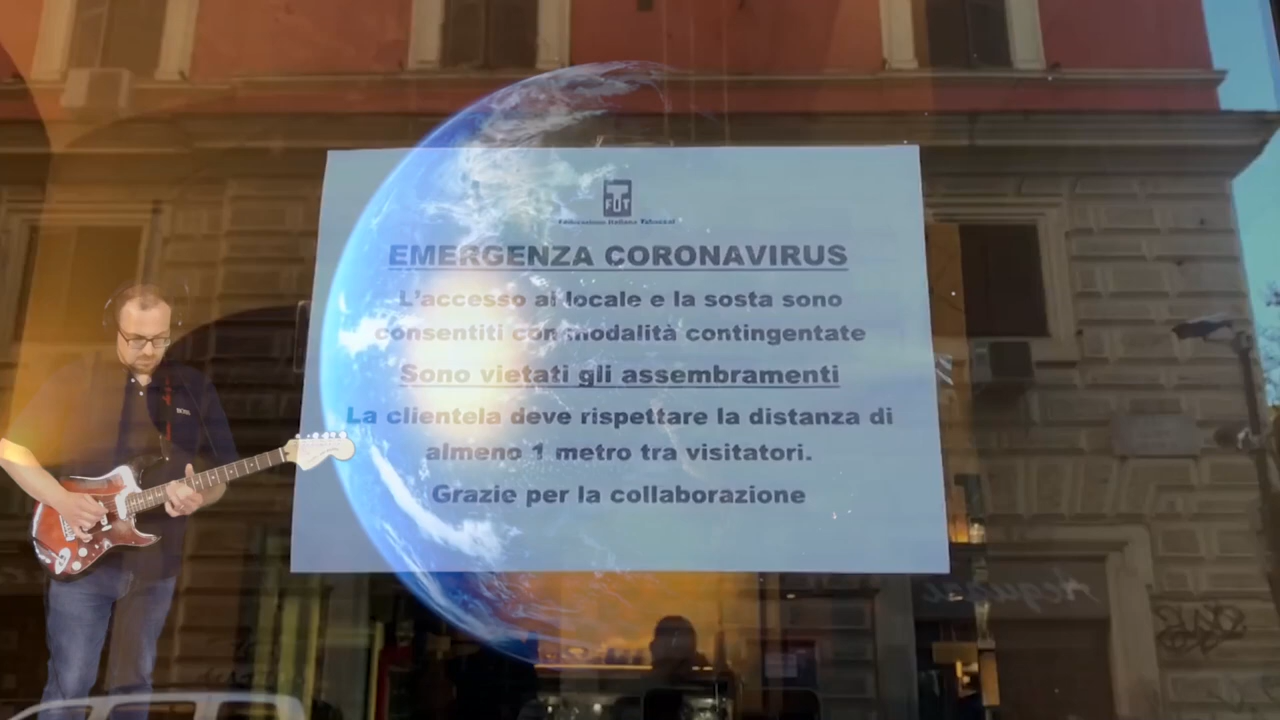 FIT
Federazione Italiana Tabaccai
EMERGENZA CORONAVIRUS
L'accesso al locale e la sosta sono
consentiti con modalità contingentate
Sono vietati gli assembramenti
La clientela deve rispettare la distanza di
almeno 1 metro tra visitatori.
Grazie per la collaborazione
BOSS